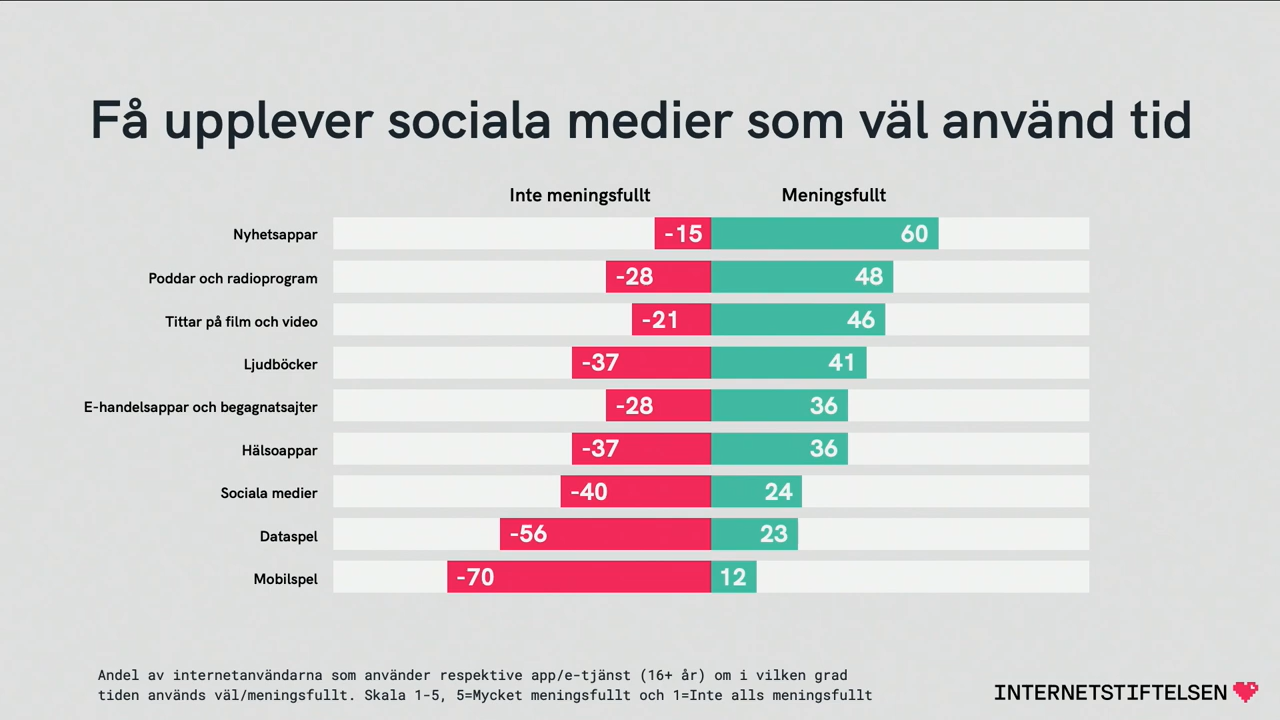 Få upplever sociala medier som väl använd tid
Inte meningsfullt Meningsfullt
Nyhetsappar -15 60
Poddar och radioprogram -28 48
Tittar på film och video -21 46
Ljudböcker -37 41
E-handelsappar och begagnatsajter -28 36
Hälsoappar -37 36
Sociala medier -40 24
Dataspel -56 23
Mobilspel -70 12
Andel av internetanvändarna som använder respektive app/e-tjänst (16+ år) om i vilken grad
tiden används väl/meningsfullt. Skala 1-5, 5=Mycket meningsfullt och 1=Inte alls meningsfullt
INTERNETSTIFTELSEN